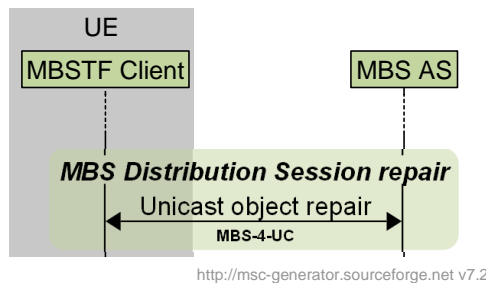 UE
MBSTF Client
MBS AS
MBS Distribution Session repair
Unicast object repair
MBS-4-UC
http://msc-generator.sourceforge.net v7.2